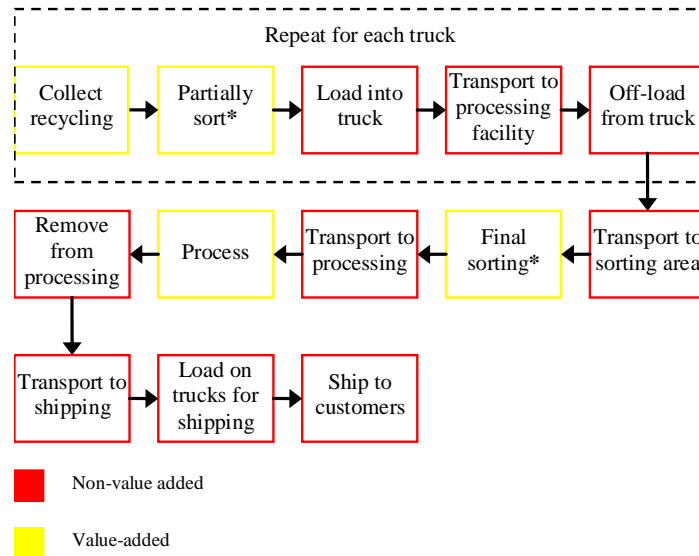 Repeat for each truck
Collect
recycling
Partially
sort*
Load into
truck
Transport to
processing
facility
Off-load
from truck
Remove
from
processing
Process
Transport to
processing
Final
sorting*
Transport to
sorting area
Transport to
shipping
Load on
trucks for
shipping
Ship to
customers
Non-value added
Value-added